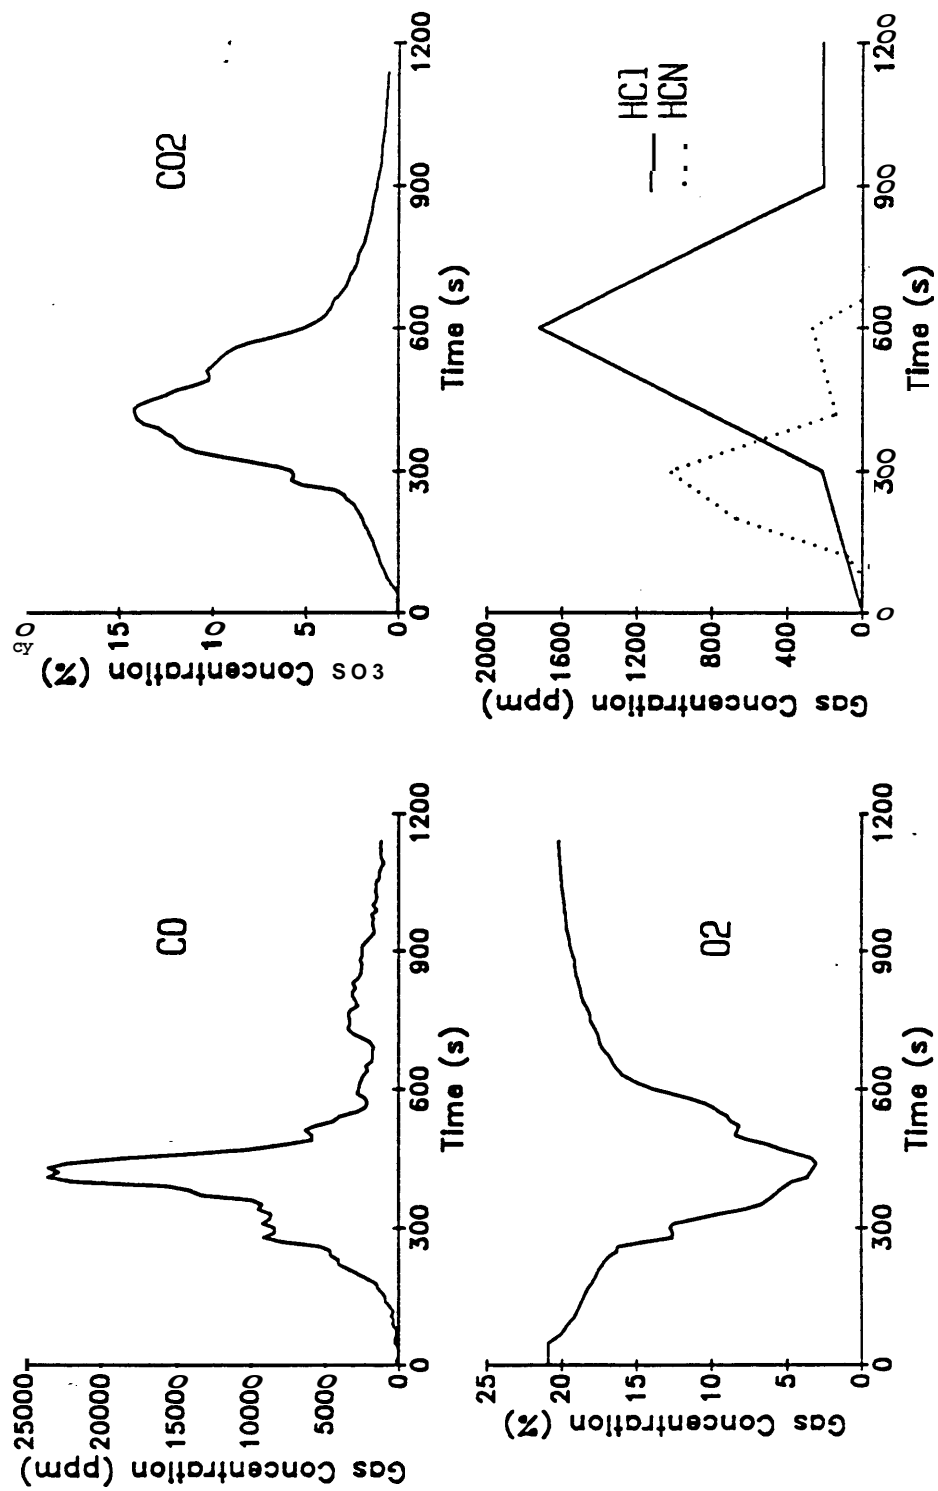 CO
25000
20000
15000
10000
5000
0
Gas Concentration
(ppm)
0
300
600
900
1200
Time (s)
CO2
15
10
5
0
Concentration (%)
0
300
600
900
1200
Time (s)
O2
25
20
15
10
5
0
Gas Concentration
(%)
0
300
600
900
1200
Time (s)
HCl
HCN
2000
1600
1200
800
400
0
Gas Concentration
(ppm)
0
300
600
900
1200
Time (s)